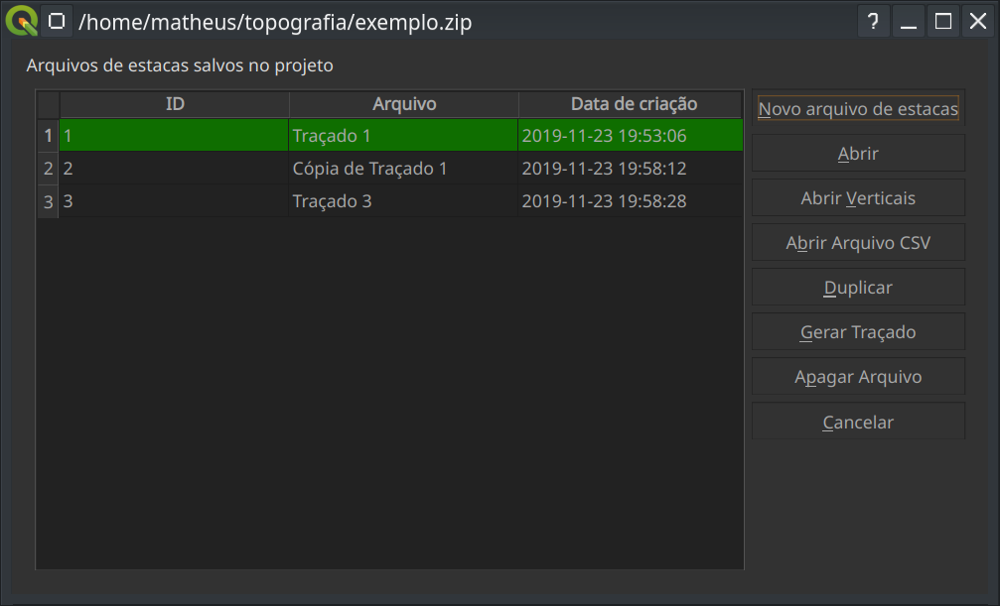 /home/matheus/topografia/exemplo.zip
?
Arquivos de estacas salvos no projeto
ID Arquivo Data de criação
1 1 Traçado 1 2019-11-23 19:53:06
2 2 Cópia de Traçado 1 2019-11-23 19:58:12
3 3 Traçado 3 2019-11-23 19:58:28
Novo arquivo de estacas
Abrir
Abrir Verticais
Abrir Arquivo CSV
Duplicar
Gerar Traçado
Apagar Arquivo
Cancelar